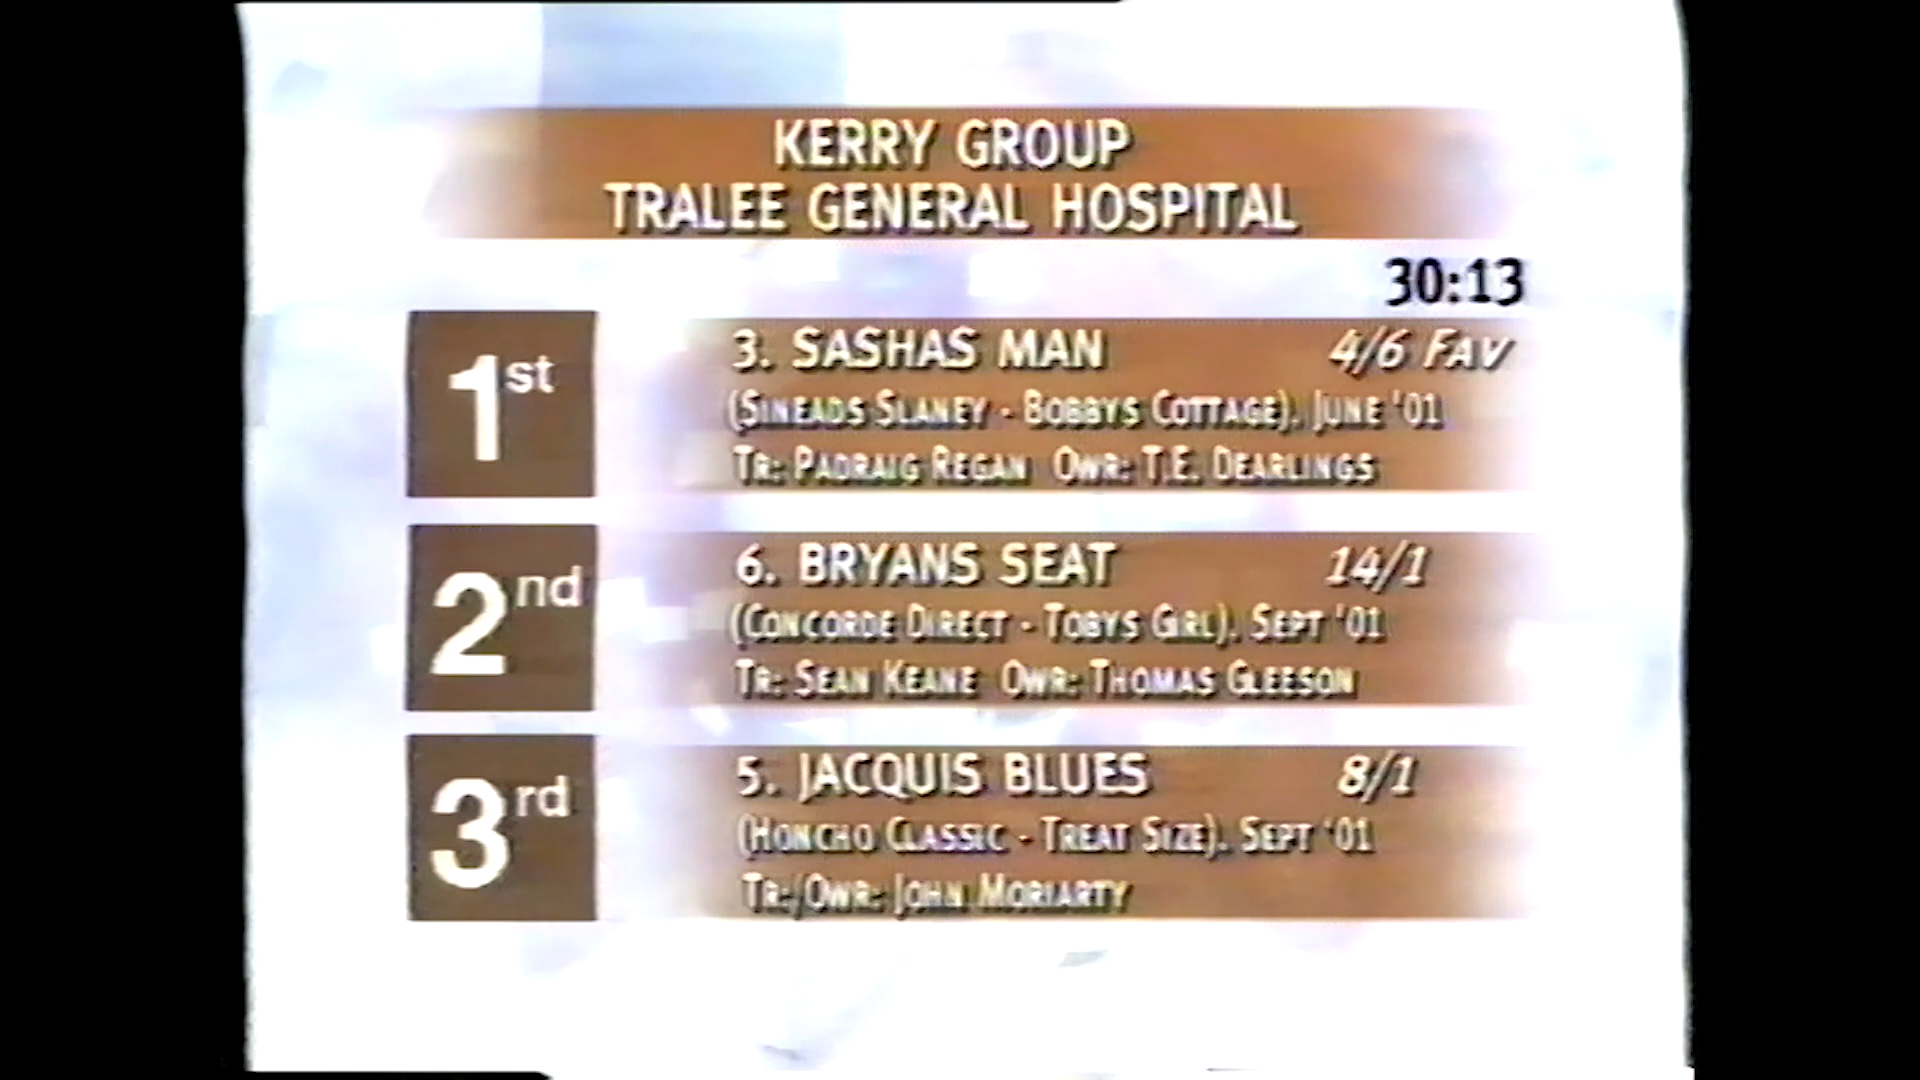 KERRY GROUP
TRALEE GENERAL HOSPITAL
30:13
1st
3. SASHAS MAN 4/6 FAV
(SINEADS SLANEY - BOBBYS COTTAGE). JUNE '01
TR: PADRAIG REGAN OWR: T.E. DEARLINGS
2nd
6. BRYANS SEAT 14/1
(CONCORDE DIRECT - TOBYS GIRL). SEPT '01
TR: SEAN KEANE OWR: THOMAS GLEESON
3rd
5. JACQUIS BLUES 8/1
(HONCHO CLASSIC - TREAT SIZE). SEPT '01
TR:/OWR: JOHN MORIARTY